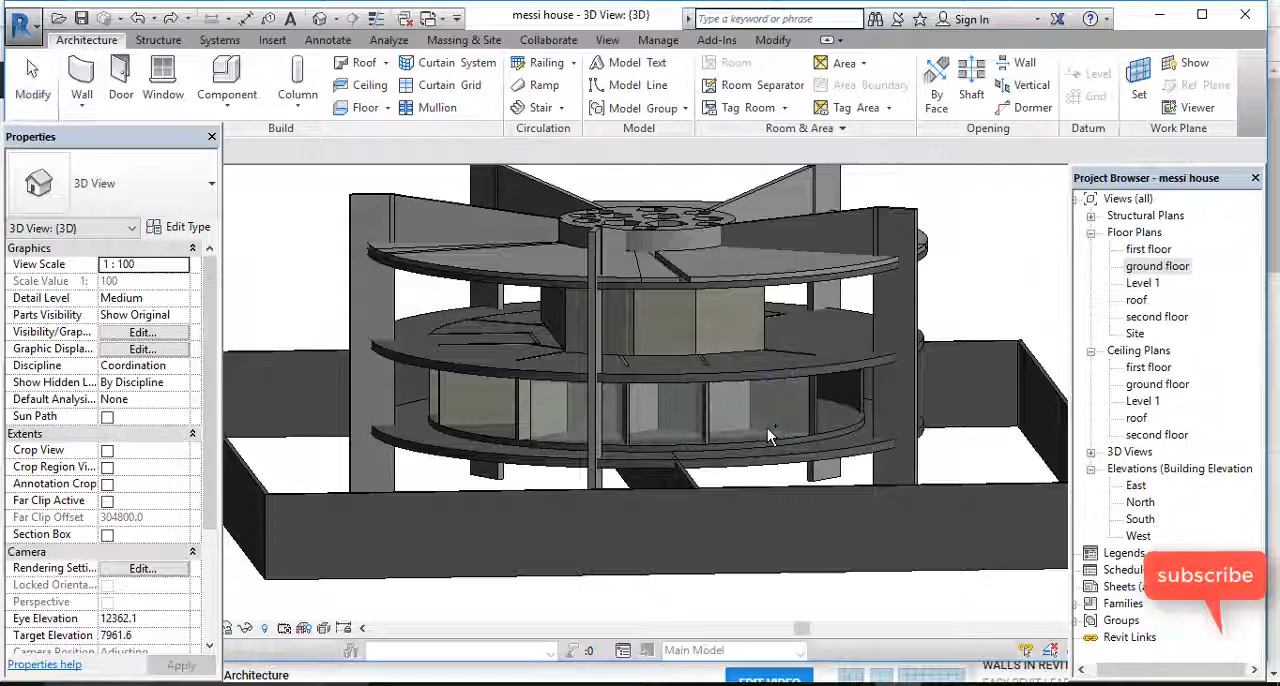 messi house - 3D View: {3D}
Type a keyword or phrase
Sign In
Architecture Structure Systems Insert Annotate Analyze Massing & Site Collaborate View Manage Add-Ins Modify
Modify Wall Window Component Column
Roof
Ceiling
Floor
Curtain System
Curtain Grid
Mullion
Build
Railing
Ramp
Stair
Circulation
Model Text
Model Line
Model Group
Model
Room
Room Separator
Tag Room
Area
Area Boundary
Tag Area
Room & Area
By Face
Shaft
Wall
Vertical
Dormer
Opening
Level
Grid
Datum
Set
Show
Ref Plane
Viewer
Work Plane
Properties
3D View
3D View: {3D} Edit Type
Graphics
View Scale 1 : 100
Scale Value 1: 100
Detail Level Medium
Parts Visibility Show Original
Visibility/Grap... Edit...
Graphic Displa... Edit...
Discipline Coordination
Show Hidden L... By Discipline
Default Analysi... None
Sun Path
Extents
Crop View
Crop Region Vi...
Annotation Crop
Far Clip Active
Far Clip Offset 304800.0
Section Box
Camera
Rendering Setti... Edit...
Locked Orienta...
Perspective
Eye Elevation 12362.1
Target Elevation 7961.6
Camera Position Adjusting
Properties help Apply
Project Browser - messi house
Views (all)
Structural Plans
Floor Plans
first floor
ground floor
Level 1
roof
second floor
Site
Ceiling Plans
first floor
ground floor
Level 1
roof
second floor
3D Views
Elevations (Building Elevation
East
North
South
West
Legends
Schedul
Sheets (a
Families
Groups
Revit Links
subscribe
:0
Main Model
Architecture
EDIT VIDEO
WALLS IN REVIT